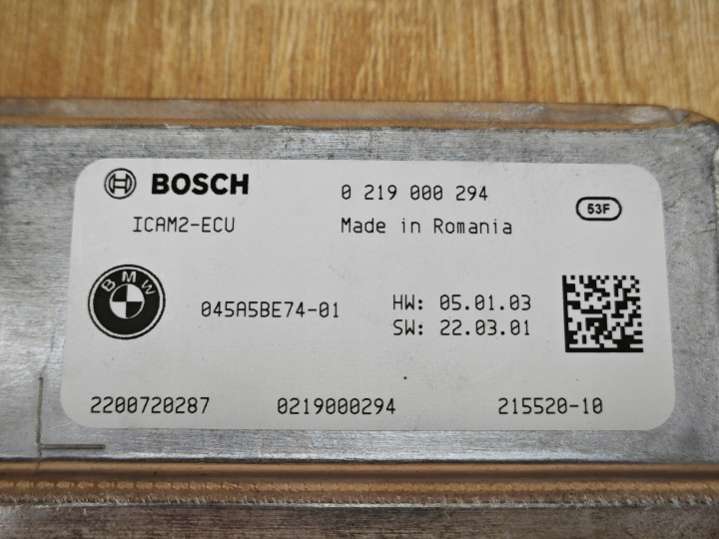 BOSCH 0 219 000 294
53F
ICAM2-ECU Made in Romania
BMW
045A5BE74-01 HW: 05.01.03
SW: 22.03.01
2200720287 0219000294 215520-10